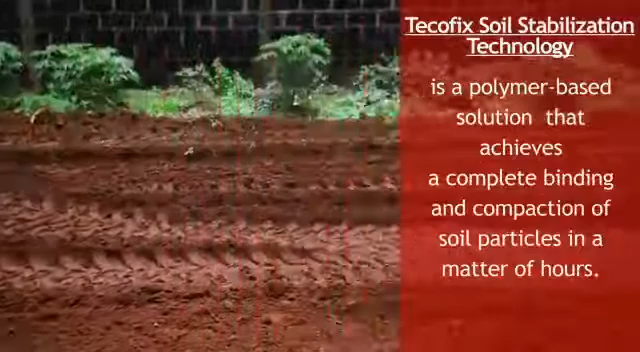 Tecofix Soil Stabilization
Technology
is a polymer-based
solution that
achieves
a complete binding
and compaction of
soil particles in a
matter of hours.